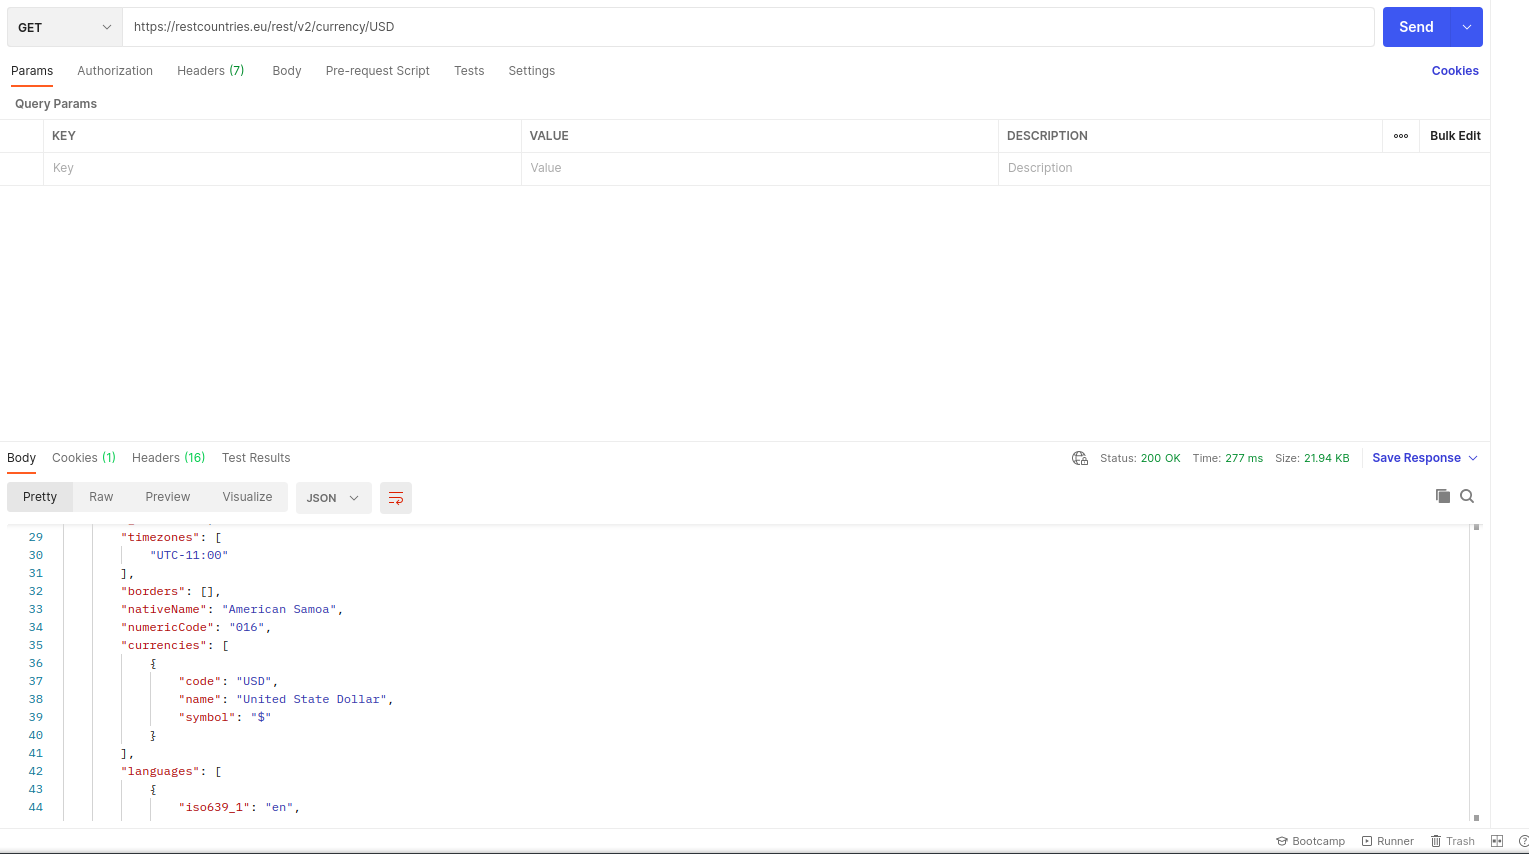 GET https://restcountries.eu/rest/v2/currency/USD Send
Params Authorization Headers (7) Body Pre-request Script Tests Settings Cookies
Query Params
KEY VALUE DESCRIPTION Bulk Edit
Key Value Description
Body Cookies (1) Headers (16) Test Results Status: 200 OK Time: 277 ms Size: 21.94 KB Save Response
Pretty Raw Preview Visualize JSON
29 "timezones": [
30 "UTC-11:00"
31 ],
32 "borders": [],
33 "nativeName": "American Samoa",
34 "numericCode": "016",
35 "currencies": [
36 {
37 "code": "USD",
38 "name": "United State Dollar",
39 "symbol": "$"
40 }
41 ],
42 "languages": [
43 {
44 "iso639_1": "en",
Bootcamp Runner Trash